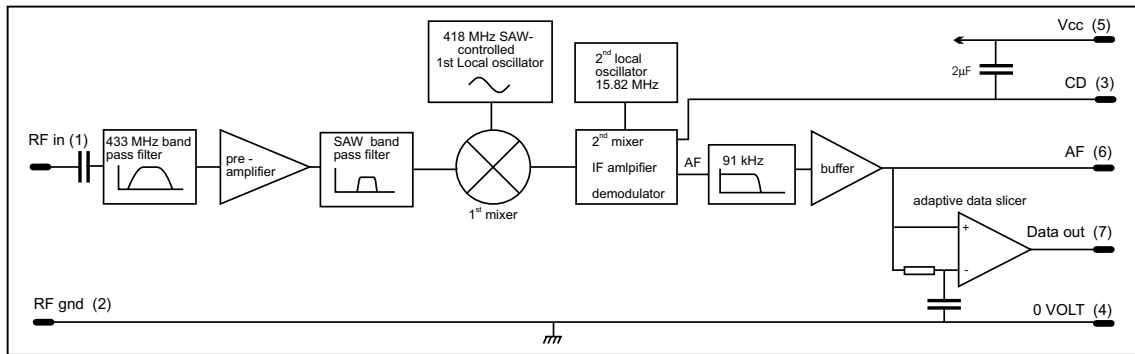 418 MHz SAW-
controlled
1st Local oscillator
2nd local
oscillator
15.82 MHz
Vcc (5)
2µF
CD (3)
RF in (1)
433 MHz band
pass filter
pre -
amplifier
SAW band
pass filter
1st mixer
2nd mixer
IF amlpifier
demodulator
AF
91 kHz
buffer
AF (6)
adaptive data slicer
+
-
Data out (7)
RF gnd (2)
0 VOLT (4)